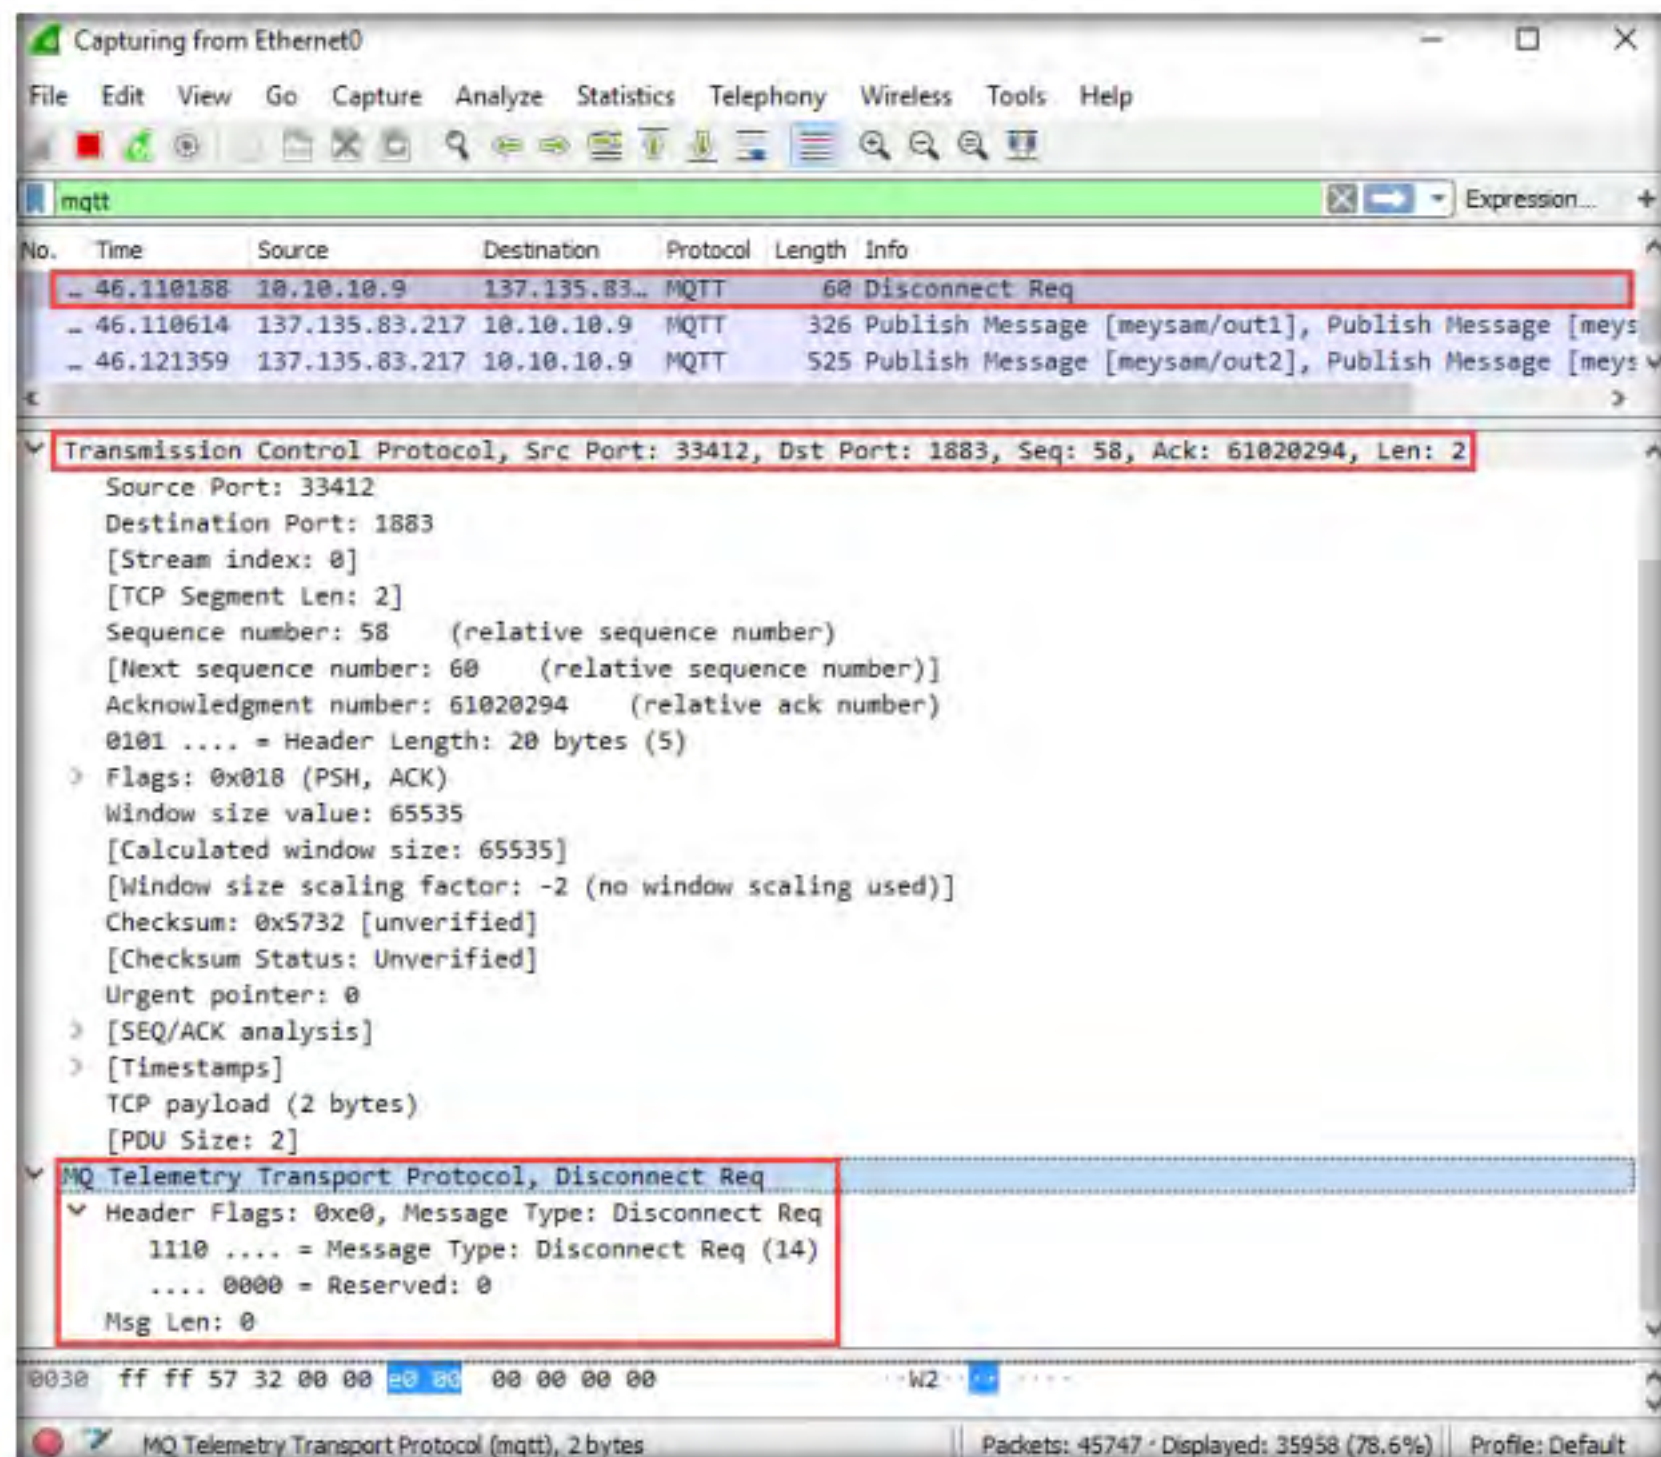 Capturing from Ethernet0
File Edit View Go Capture Analyze Statistics Telephony Wireless Tools Help
mqtt Expression... +
No. Time Source Destination Protocol Length Info
… 46.110188 10.10.10.9 137.135.83… MQTT 60 Disconnect Req
… 46.110614 137.135.83.217 10.10.10.9 MQTT 326 Publish Message [meysam/out1], Publish Message [meys
… 46.121359 137.135.83.217 10.10.10.9 MQTT 525 Publish Message [meysam/out2], Publish Message [meys
Transmission Control Protocol, Src Port: 33412, Dst Port: 1883, Seq: 58, Ack: 61020294, Len: 2
Source Port: 33412
Destination Port: 1883
[Stream index: 0]
[TCP Segment Len: 2]
Sequence number: 58 (relative sequence number)
[Next sequence number: 60 (relative sequence number)]
Acknowledgment number: 61020294 (relative ack number)
0101 .... = Header Length: 20 bytes (5)
Flags: 0x018 (PSH, ACK)
Window size value: 65535
[Calculated window size: 65535]
[Window size scaling factor: -2 (no window scaling used)]
Checksum: 0x5732 [unverified]
[Checksum Status: Unverified]
Urgent pointer: 0
[SEQ/ACK analysis]
[Timestamps]
TCP payload (2 bytes)
[PDU Size: 2]
MQ Telemetry Transport Protocol, Disconnect Req
Header Flags: 0xe0, Message Type: Disconnect Req
1110 .... = Message Type: Disconnect Req (14)
.... 0000 = Reserved: 0
Msg Len: 0
0030 ff ff 57 32 00 00 e0 00 00 00 00 00 ··W2·· ·· ····
MQ Telemetry Transport Protocol (mqtt), 2 bytes Packets: 45747 · Displayed: 35958 (78.6%) Profile: Default